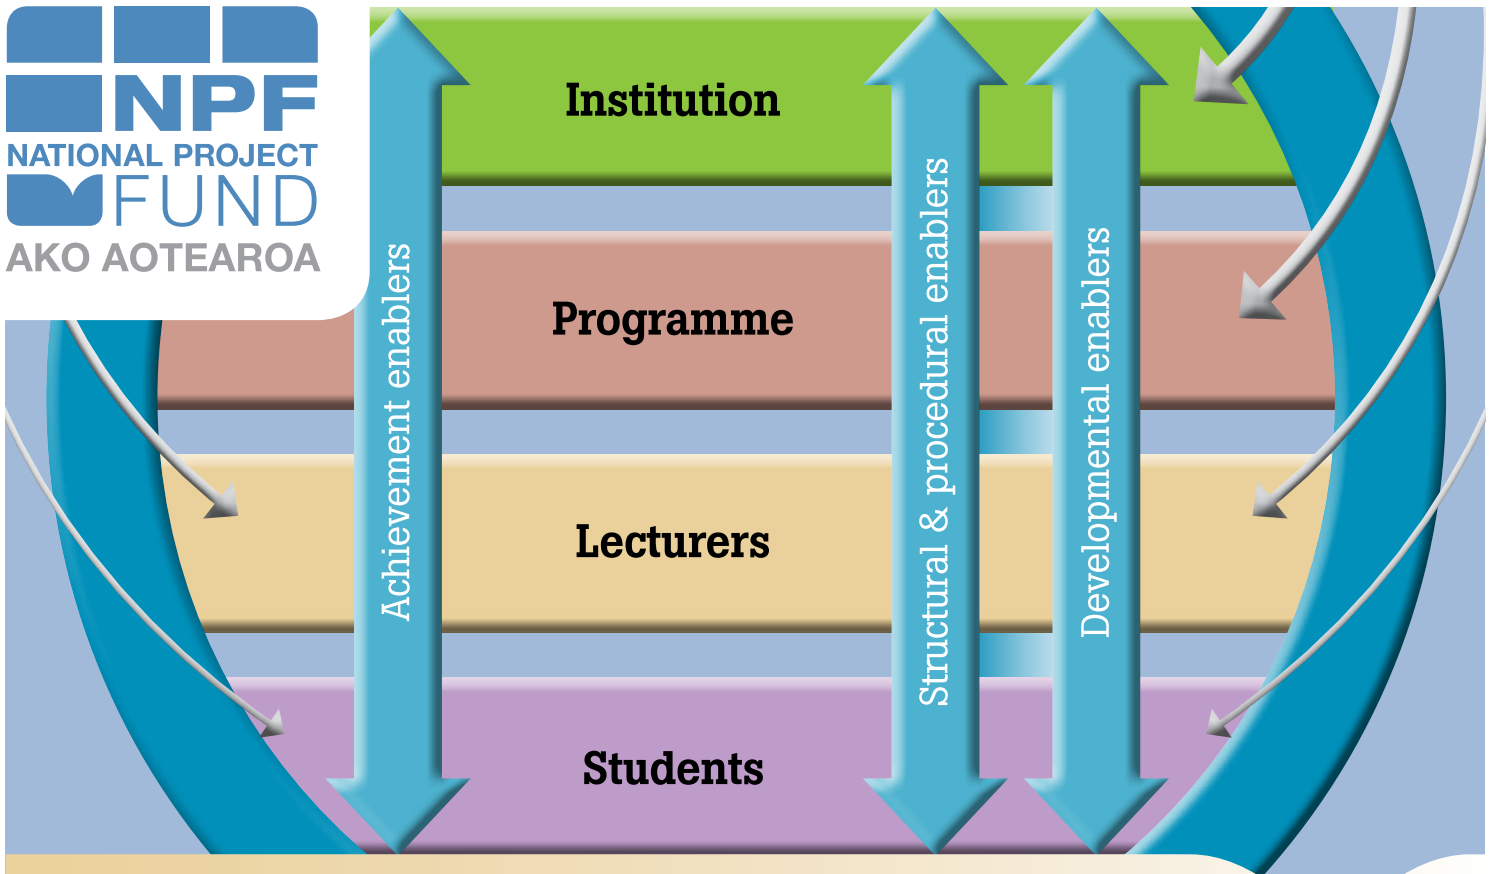 NPF
NATIONAL PROJECT
FUND
AKO AOTEAROA
Institution
Programme
Lecturers
Students
Achievement enablers
Structural & procedural enablers
Developmental enablers